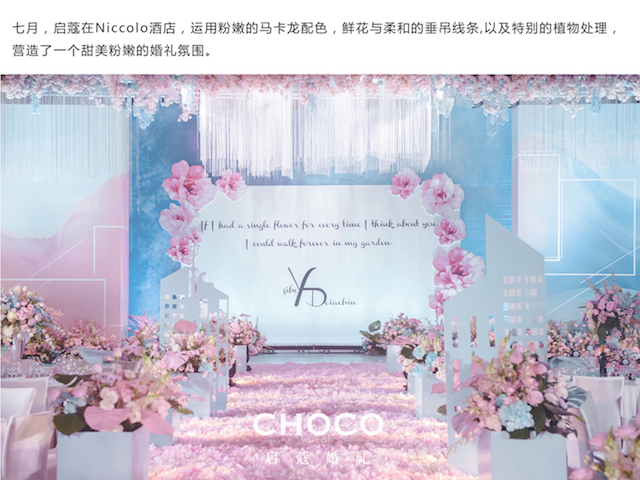 七月，启蔻在Niccolo酒店，运用粉嫩的马卡龙配色，鲜花与柔和的垂吊线条,以及特别的植物处理，
营造了一个甜美粉嫩的婚礼氛围。
If I had a single flower for every time I think about you,
I could walk forever in my garden.
CHOCO
启蔻婚汇